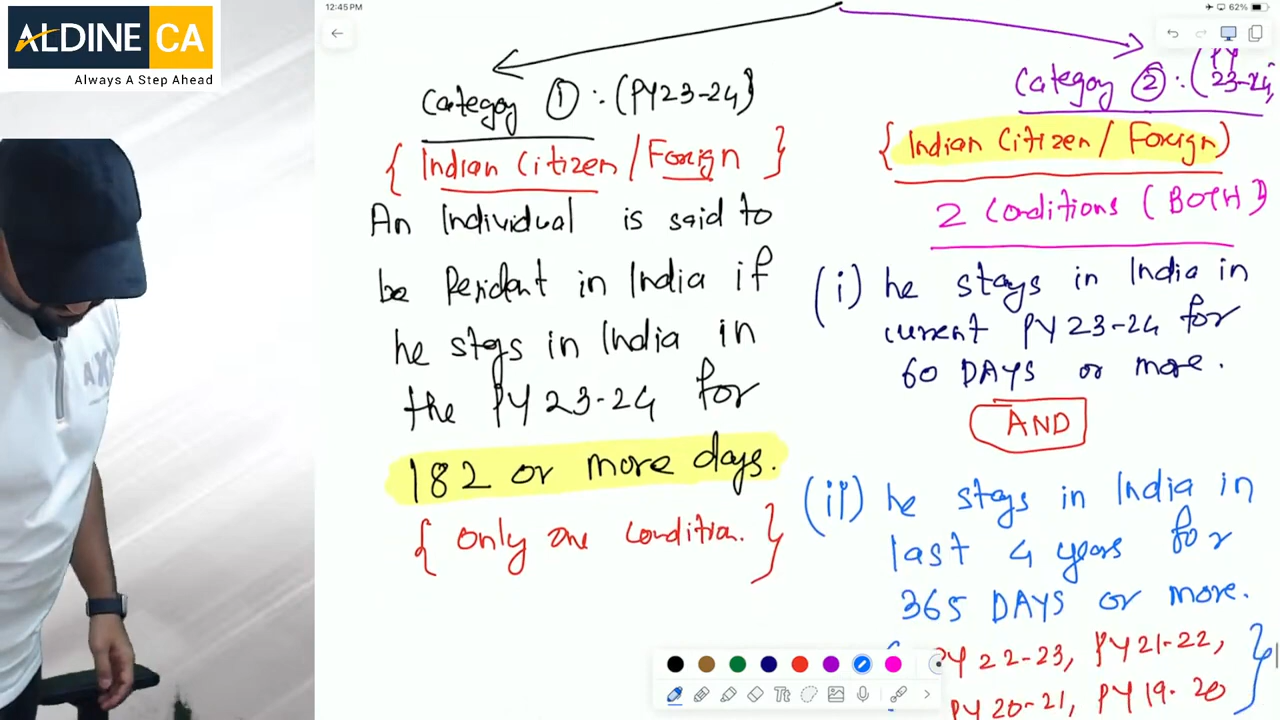 ALDINE CA
Always A Step Ahead
12:45 PM
62%
Category ① : (PY23-24)
{ Indian Citizen / Foreign }
An Individual is said to
be Resident in India if
he stays in India in
the PY 23-24 for
182 or more days.
{ Only one condition. }
Category ② : (PY 23-24)
{ Indian Citizen / Foreign)
2 Conditions ( BOTH )
(i) he stays in India in
current PY 23-24 for
60 DAYS or more.
AND
(ii) he stays in India in
last 4 years for
365 DAYS or more.
PY 22-23, PY 21-22,
PY 20-21, PY 19-20 }
Tt